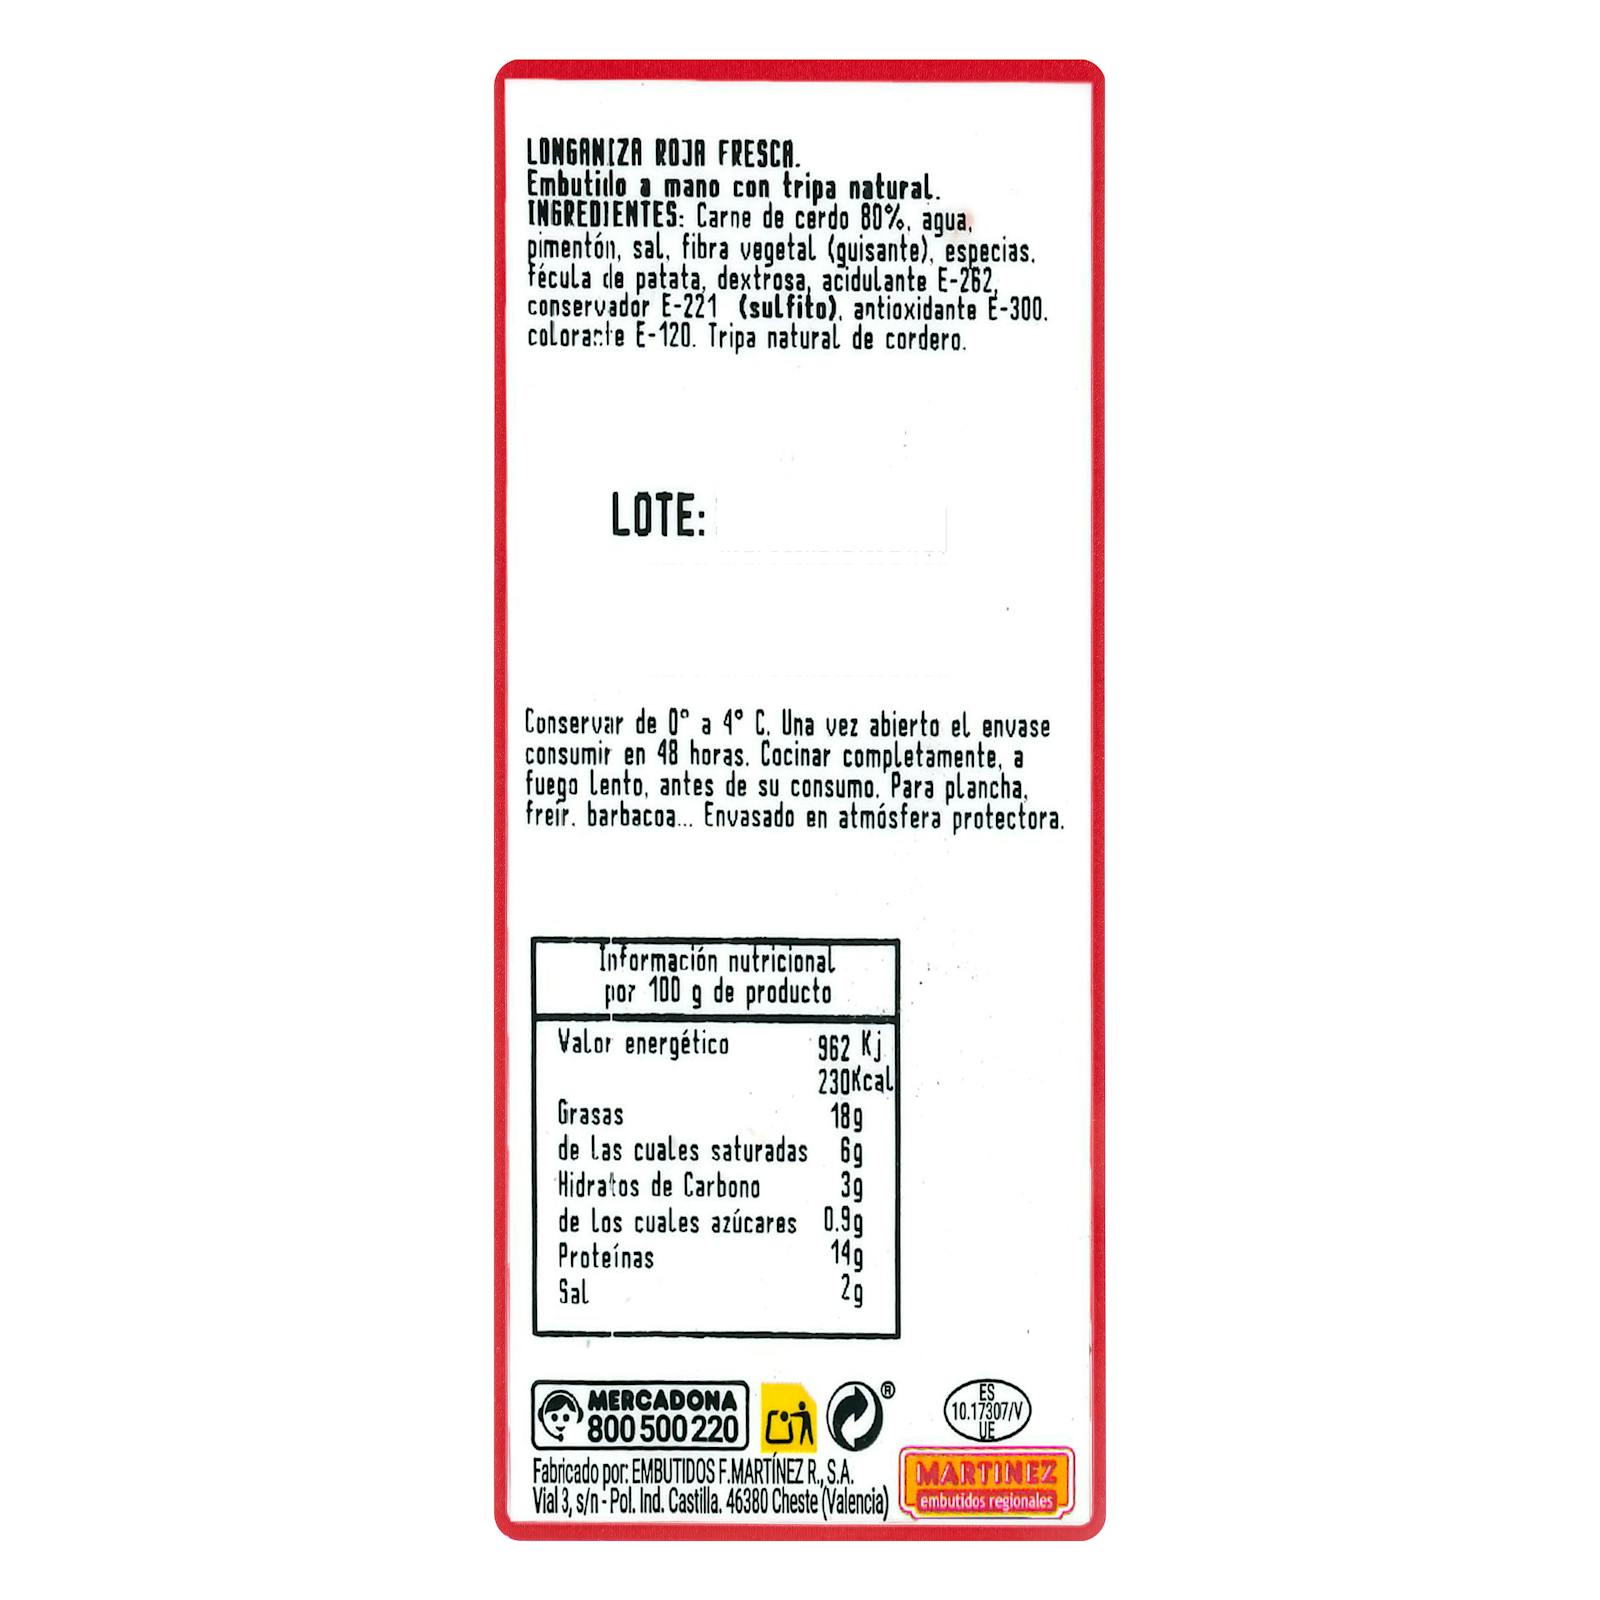 LONGANIZA ROJA FRESCA.
Embutido a mano con tripa natural.
INGREDIENTES: Carne de cerdo 80%, agua,
pimentón, sal, fibra vegetal (guisante), especias,
fécula de patata, dextrosa, acidulante E-262,
conservador E-221 (sulfito), antioxidante E-300,
colorante E-120. Tripa natural de cordero.
LOTE:
Conservar de 0° a 4° C. Una vez abierto el envase
consumir en 48 horas. Cocinar completamente, a
fuego lento, antes de su consumo. Para plancha,
freír, barbacoa... Envasado en atmósfera protectora.
Información nutricional
por 100 g de producto
Valor energético 962 Kj
230Kcal
Grasas 18g
de las cuales saturadas 6g
Hidratos de Carbono 3g
de los cuales azúcares 0.9g
Proteínas 14g
Sal 2g
MERCADONA
800 500 220
®
ES
10.17307/V
UE
Fabricado por: EMBUTIDOS F.MARTÍNEZ R., S.A.
Vial 3, s/n - Pol. Ind. Castilla. 46380 Cheste (Valencia)
MARTINEZ
embutidos regionales